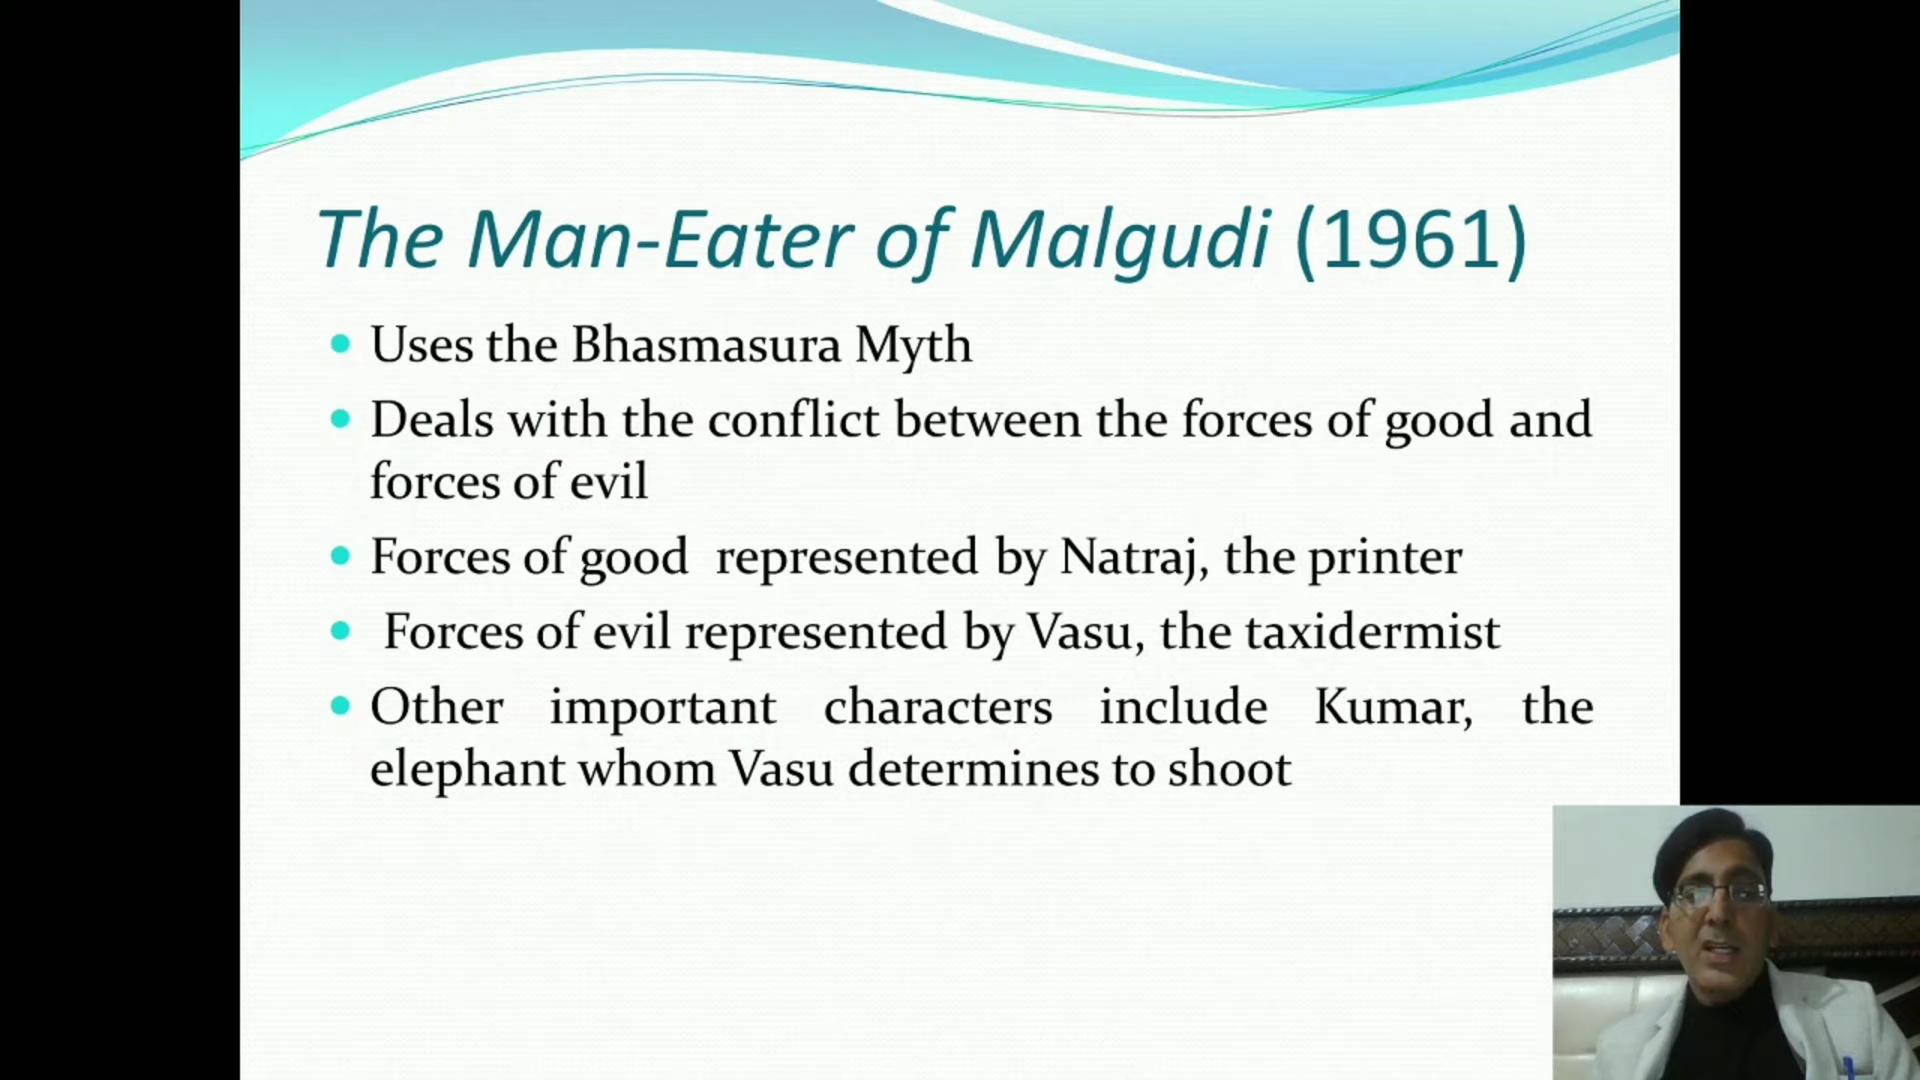 The Man-Eater of Malgudi (1961)
Uses the Bhasmasura Myth
Deals with the conflict between the forces of good and
forces of evil
Forces of good represented by Natraj, the printer
Forces of evil represented by Vasu, the taxidermist
Other important characters include Kumar, the
elephant whom Vasu determines to shoot